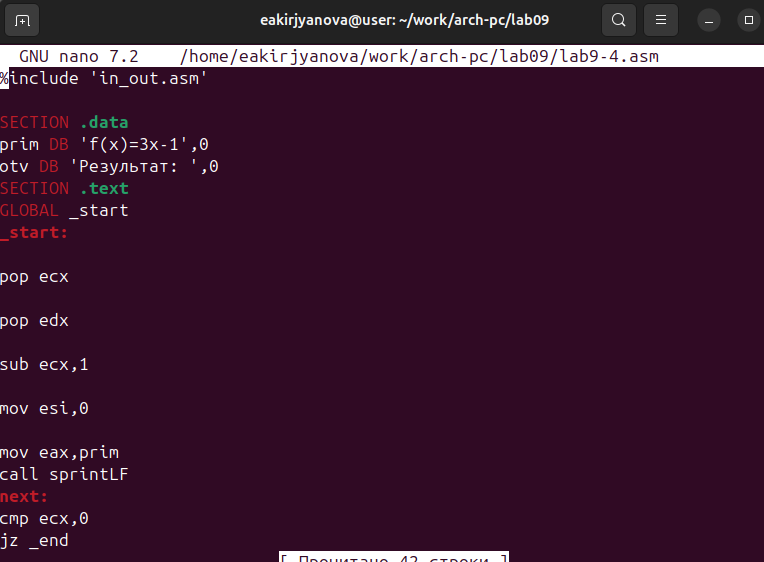 eakirjyanova@user: ~/work/arch-pc/lab09
GNU nano 7.2 /home/eakirjyanova/work/arch-pc/lab09/lab9-4.asm
%include 'in_out.asm'
SECTION .data
prim DB 'f(x)=3x-1',0
otv DB 'Результат: ',0
SECTION .text
GLOBAL _start
_start:
pop ecx
pop edx
sub ecx,1
mov esi,0
mov eax,prim
call sprintLF
next:
cmp ecx,0
jz _end
[ Прочитано 42 строки ]